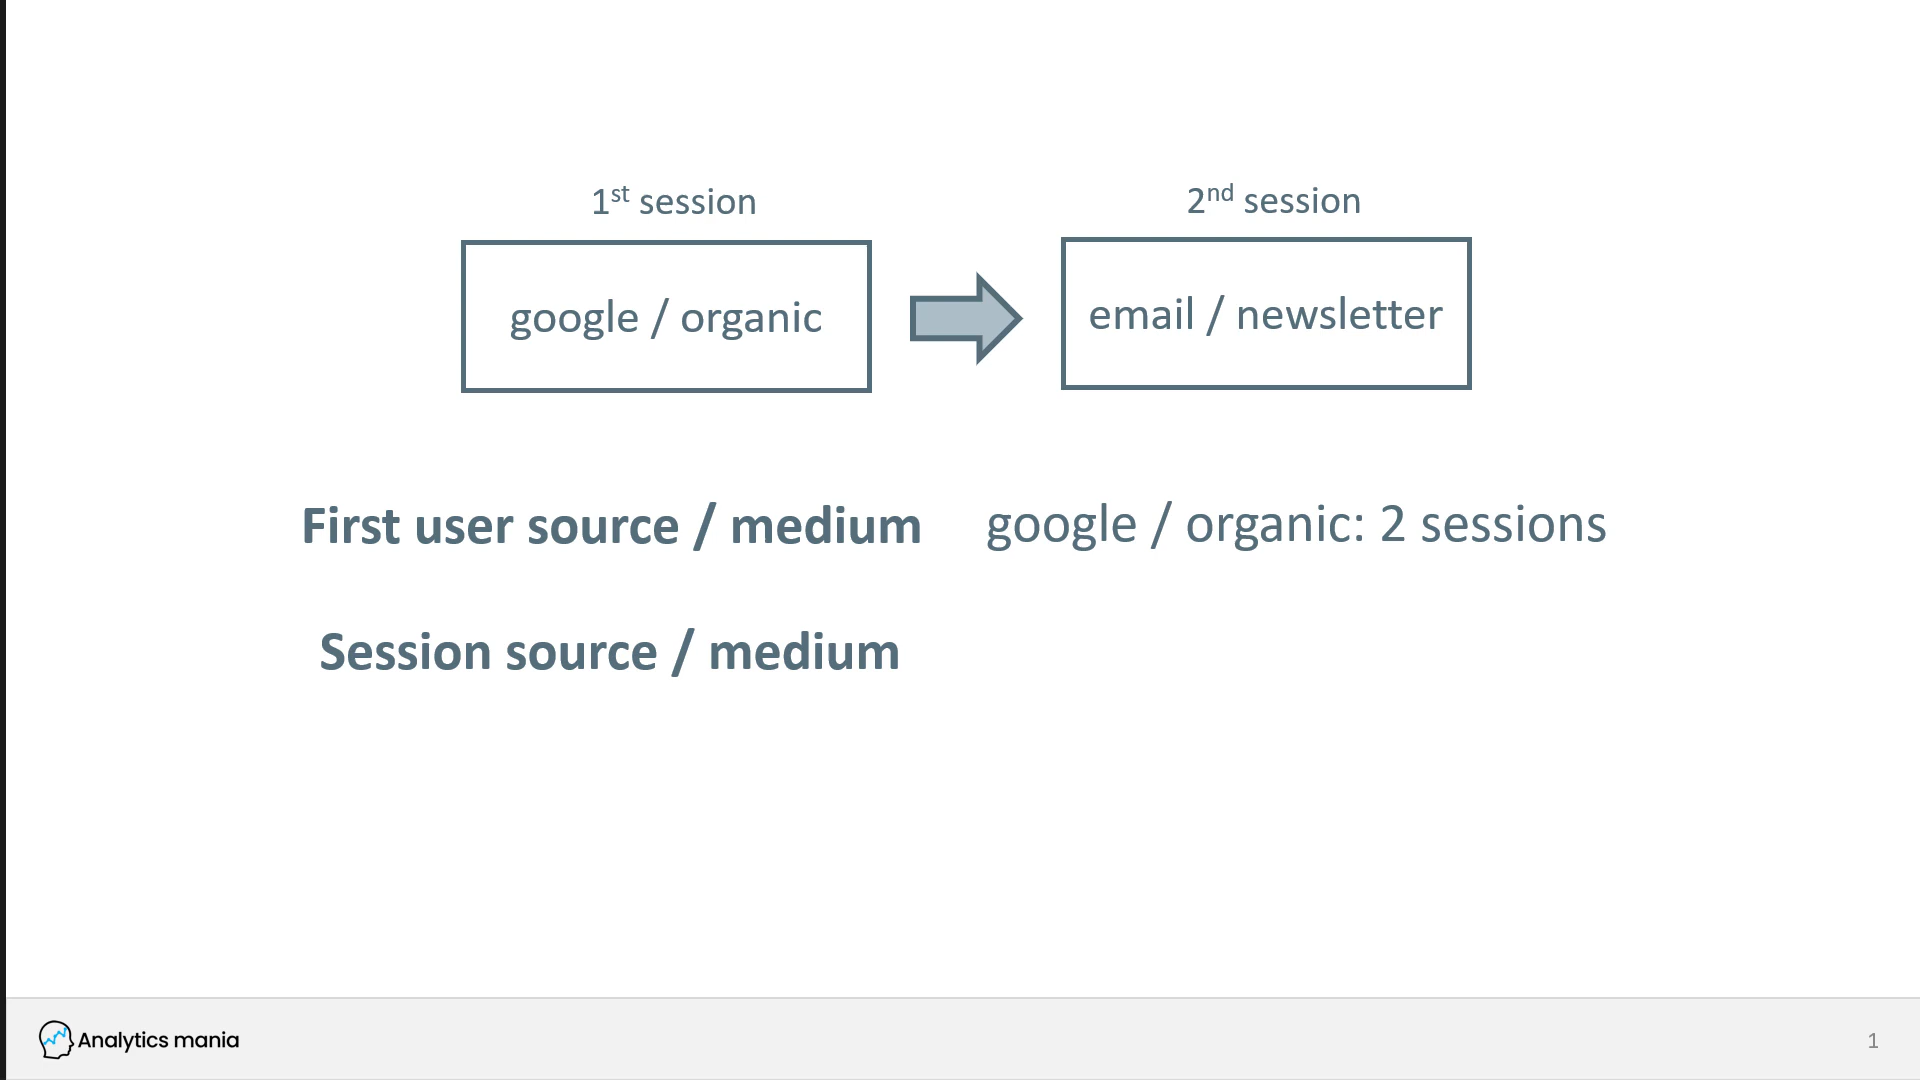 1st session
2nd session
google / organic
email / newsletter
First user source / medium
google / organic: 2 sessions
Session source / medium
Analytics mania
1